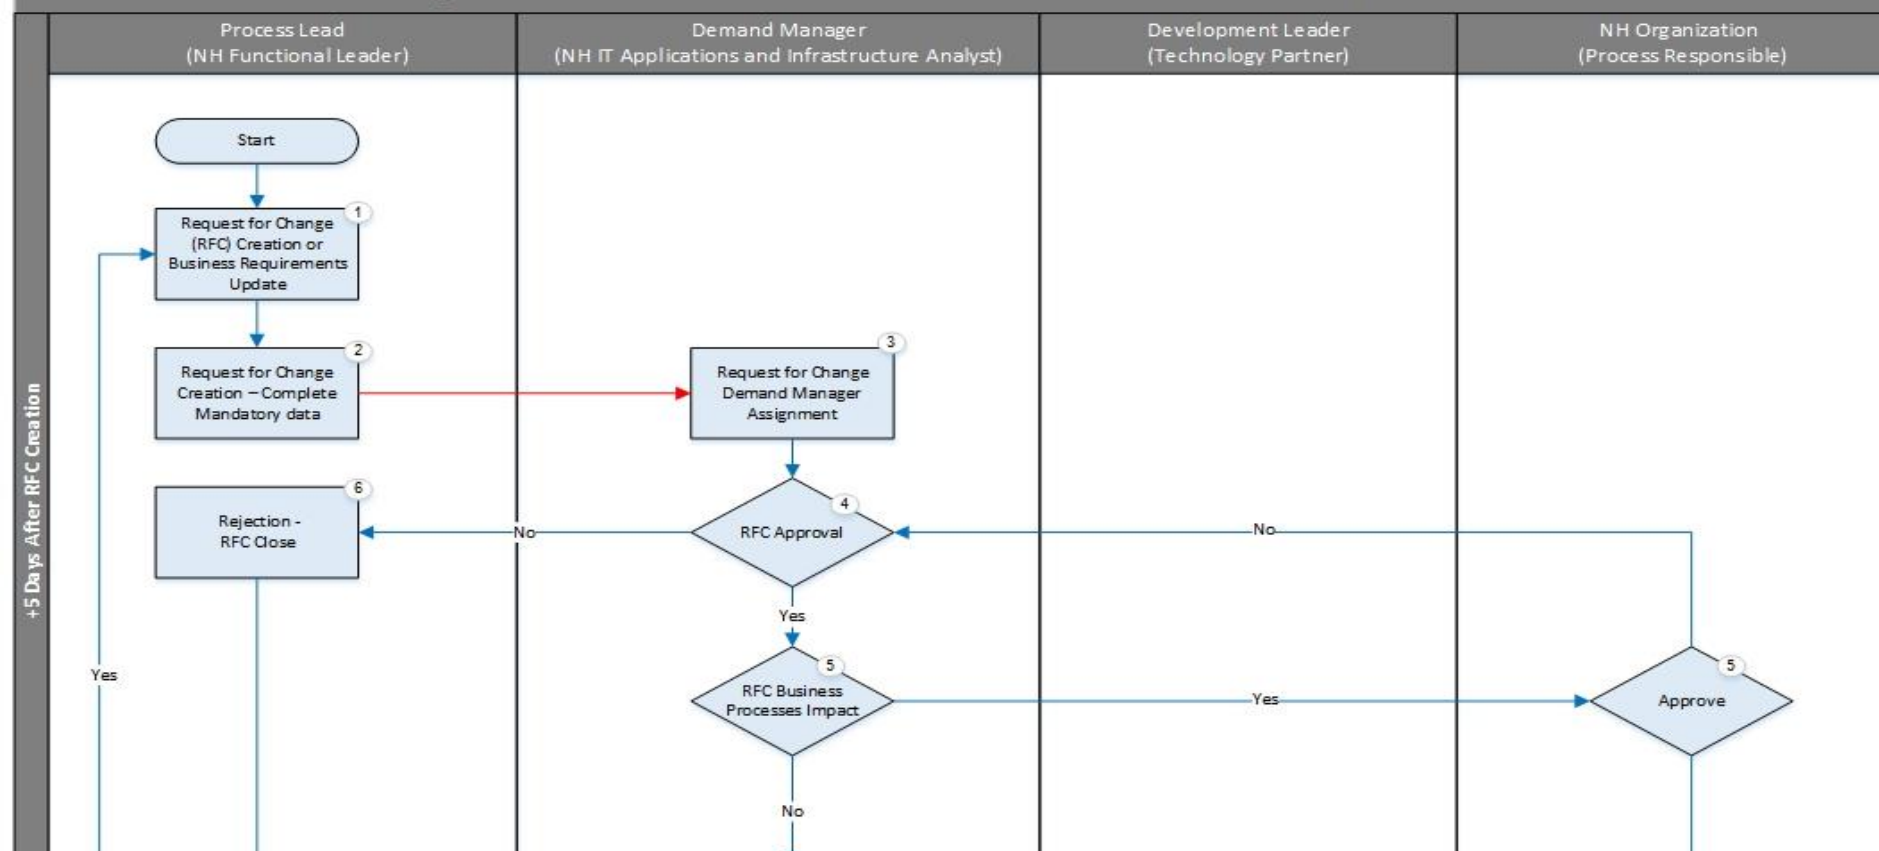 Process Lead
(NH Functional Leader)
Demand Manager
(NH IT Applications and Infrastructure Analyst)
Development Leader
(Technology Partner)
NH Organization
(Process Responsible)
+5 Days After RFC Creation
Start
1
Request for Change
(RFC) Creation or
Business Requirements
Update
2
Request for Change
Creation – Complete
Mandatory data
3
Request for Change
Demand Manager
Assignment
6
Rejection -
RFC Close
No
4
RFC Approval
No
Yes
Yes
5
RFC Business
Processes Impact
Yes
5
Approve
No